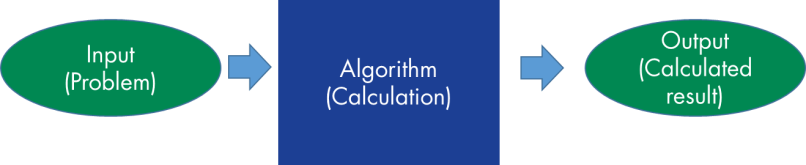 Input
(Problem)
Algorithm
(Calculation)
Output
(Calculated
result)